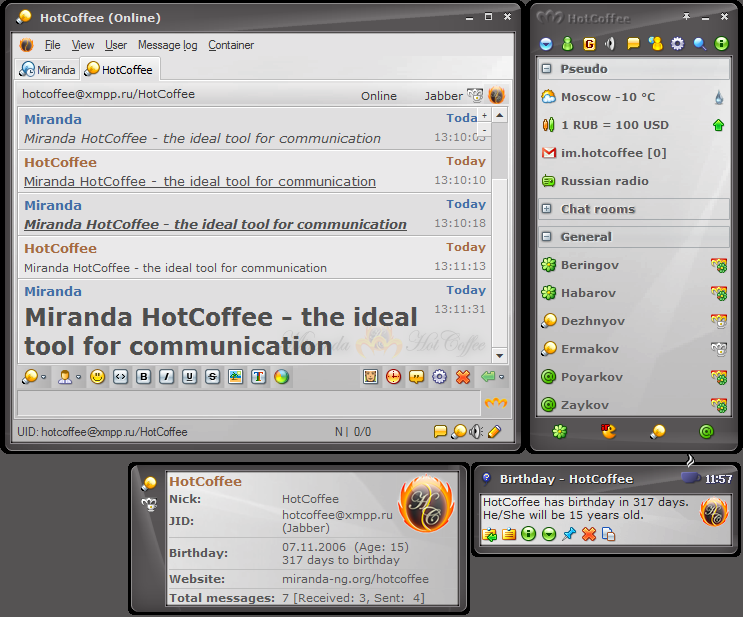 HotCoffee (Online)
File View User Message log Container
Miranda HotCoffee
hotcoffee@xmpp.ru/HotCoffee Online Jabber
Miranda Today
Miranda HotCoffee - the ideal tool for communication 13:10:03
HotCoffee Today
Miranda HotCoffee - the ideal tool for communication 13:10:10
Miranda Today
Miranda HotCoffee - the ideal tool for communication 13:10:18
HotCoffee Today
Miranda HotCoffee - the ideal tool for communication 13:11:13
Miranda Today
Miranda HotCoffee - the ideal 13:11:31
tool for communication
Miranda HotCoffee
B I U S T
UID: hotcoffee@xmpp.ru/HotCoffee N | 0/0
HotCoffee
G
Pseudo
Moscow -10 °C
1 RUB = 100 USD
im.hotcoffee [0]
Russian radio
Chat rooms
General
Beringov
Habarov
Dezhnyov
Ermakov
Poyarkov
Zaykov
HotCoffee
Nick: HotCoffee
JID: hotcoffee@xmpp.ru
(Jabber)
Birthday: 07.11.2006 (Age: 15)
317 days to birthday
Website: miranda-ng.org/hotcoffee
Total messages: 7 [Received: 3, Sent: 4]
Birthday - HotCoffee 11:57
HotCoffee has birthday in 317 days.
He/She will be 15 years old.